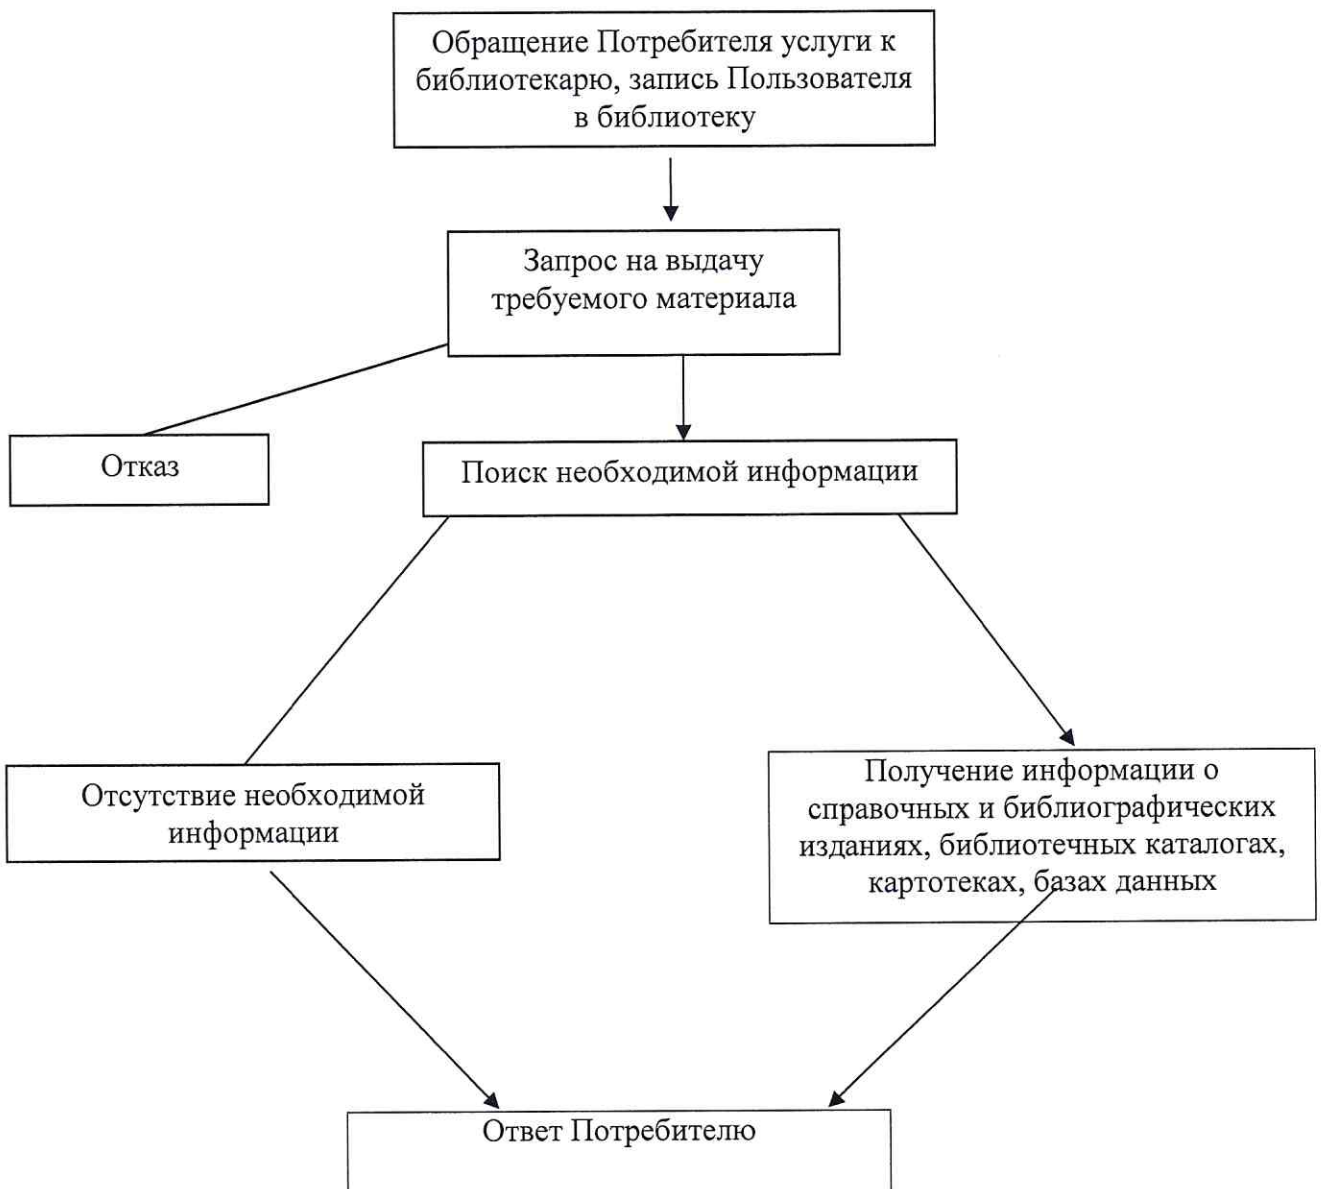 Обращение Потребителя услуги к
библиотекарю, запись Пользователя
в библиотеку
Запрос на выдачу
требуемого материала
Отказ
Поиск необходимой информации
Отсутствие необходимой
информации
Получение информации о
справочных и библиографических
изданиях, библиотечных каталогах,
картотеках, базах данных
Ответ Потребителю